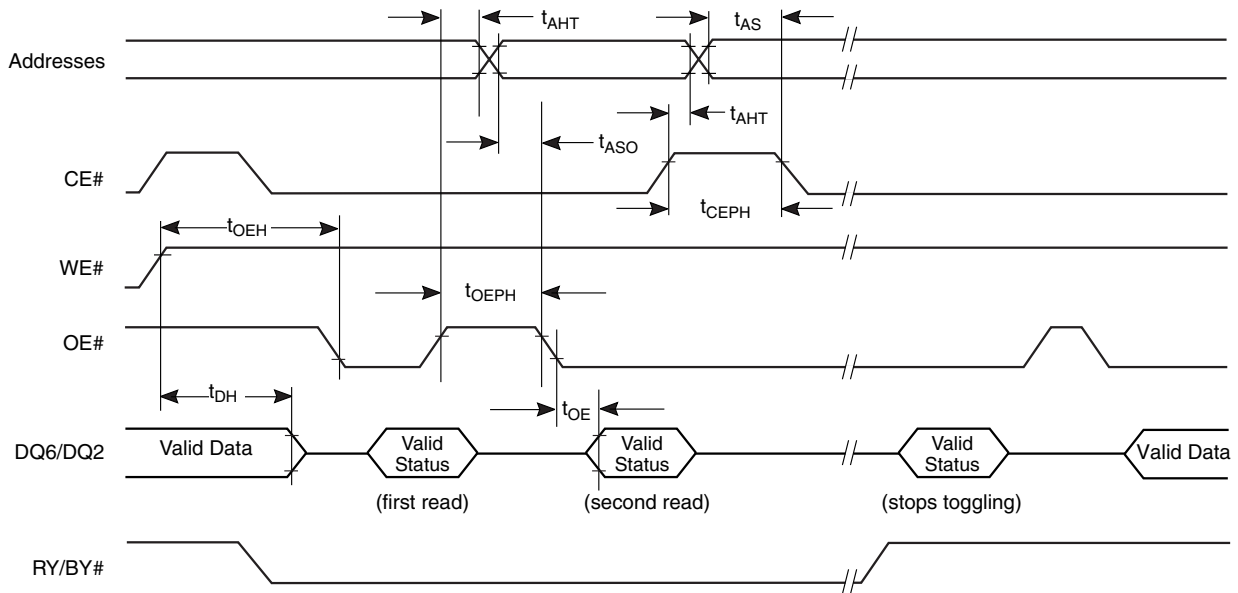 tAHT
tAS
Addresses
tAHT
tASO
CE#
tCEPH
tOEH
WE#
tOEPH
OE#
tDH
tOE
DQ6/DQ2
Valid Data
Valid
Status
Valid
Status
Valid
Status
Valid Data
(first read)
(second read)
(stops toggling)
RY/BY#